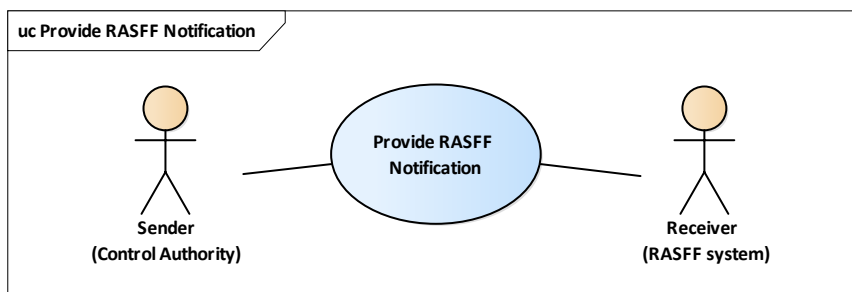 uc Provide RASFF Notification
Provide RASFF
Notification
Sender
(Control Authority)
Receiver
(RASFF system)